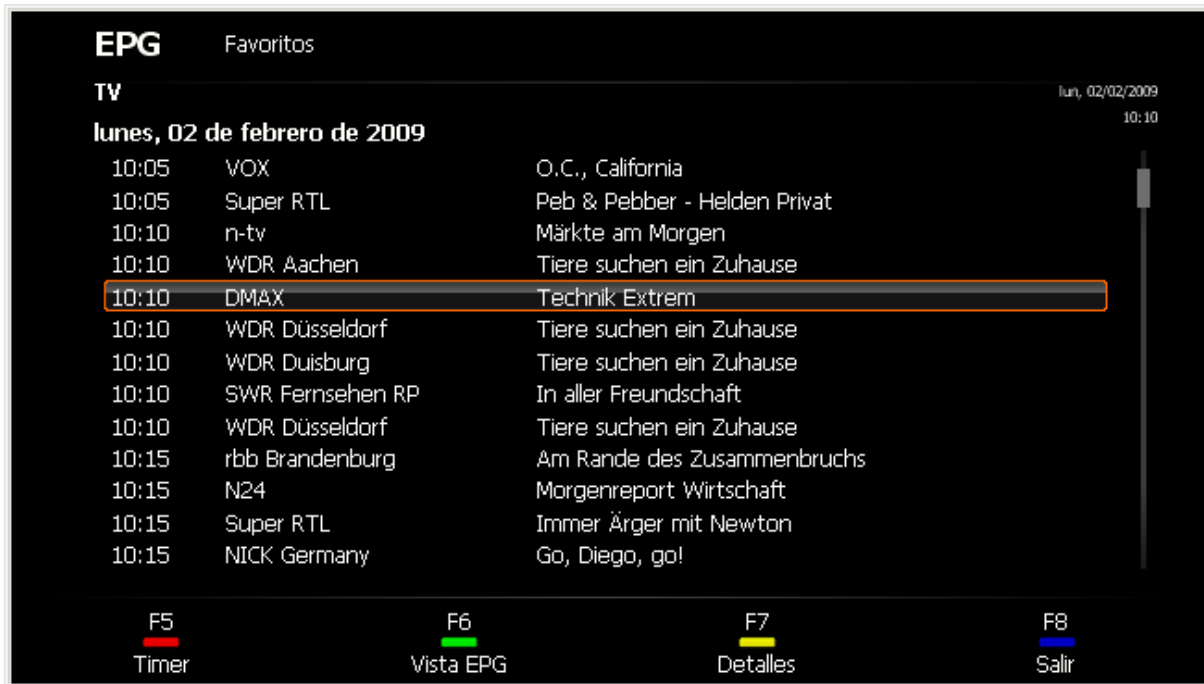 EPG Favoritos
TV lun, 02/02/2009
10:10
lunes, 02 de febrero de 2009
10:05 VOX O.C., California
10:05 Super RTL Peb & Pebber - Helden Privat
10:10 n-tv Märkte am Morgen
10:10 WDR Aachen Tiere suchen ein Zuhause
10:10 DMAX Technik Extrem
10:10 WDR Düsseldorf Tiere suchen ein Zuhause
10:10 WDR Duisburg Tiere suchen ein Zuhause
10:10 SWR Fernsehen RP In aller Freundschaft
10:10 WDR Düsseldorf Tiere suchen ein Zuhause
10:15 rbb Brandenburg Am Rande des Zusammenbruchs
10:15 N24 Morgenreport Wirtschaft
10:15 Super RTL Immer Ärger mit Newton
10:15 NICK Germany Go, Diego, go!
F5 F6 F7 F8
Timer Vista EPG Detalles Salir